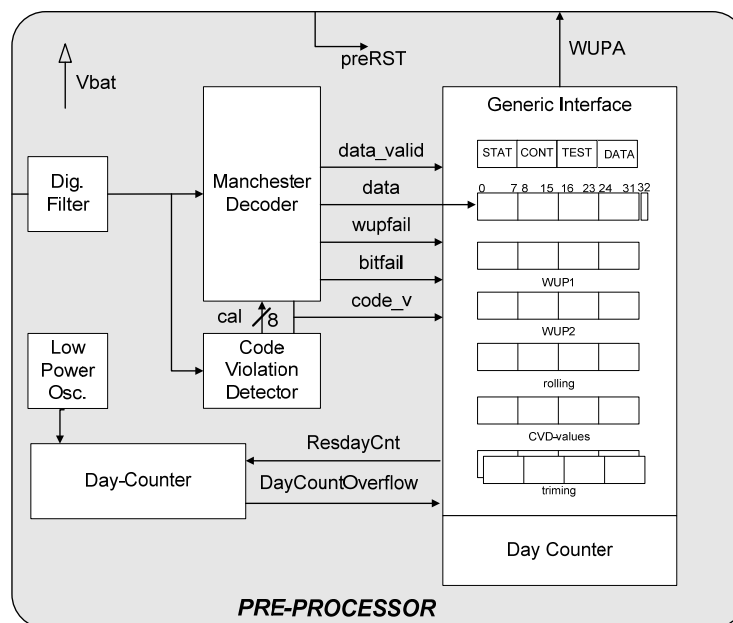 preRST
WUPA
Vbat
Generic Interface
STAT CONT TEST DATA
0 7 8 15 16 23 24 31 32
Dig.
Filter
Manchester
Decoder
data_valid
data
wupfail
bitfail
code_v
WUP1
WUP2
rolling
CVD-values
triming
cal 8
Low
Power
Osc.
Code
Violation
Detector
ResdayCnt
Day-Counter
DayCountOverflow
Day Counter
PRE-PROCESSOR